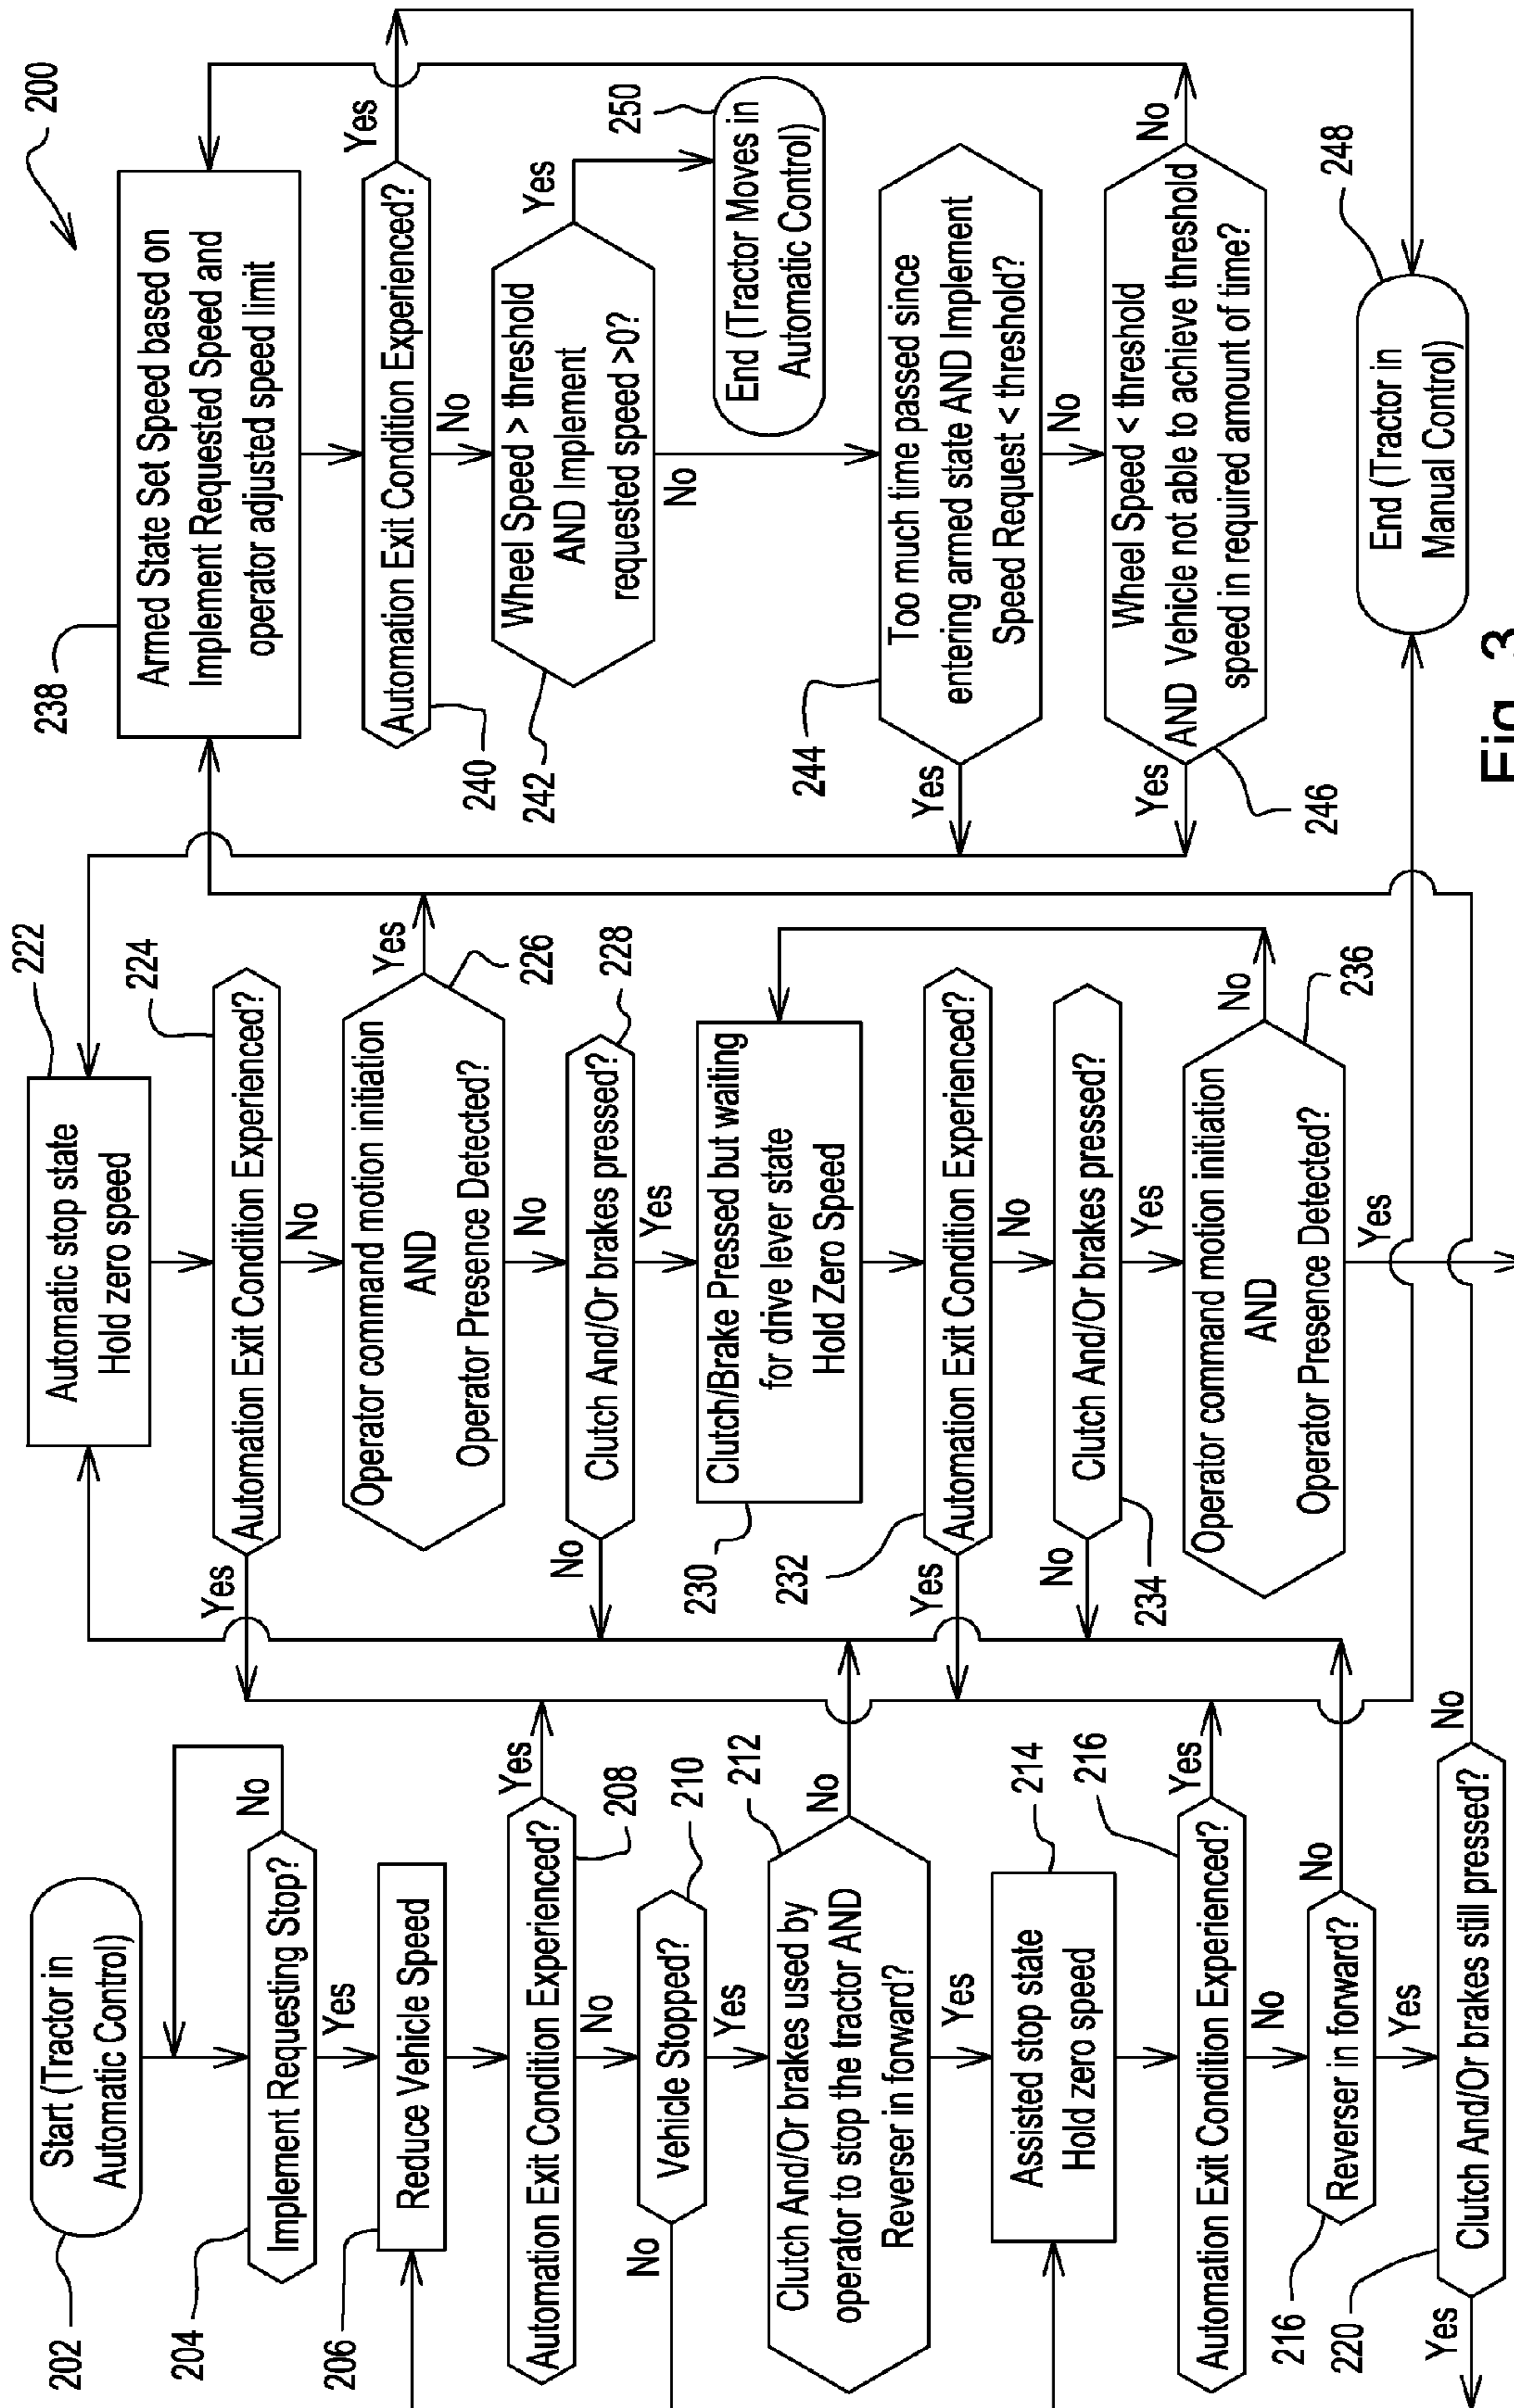 200
202
Start (Tractor in
Automatic Control)
204
Implement Requesting Stop?
No
Yes
206
Reduce Vehicle Speed
Automation Exit Condition Experienced?
Yes
208
No
Vehicle Stopped?
210
No
Yes
Clutch And/Or brakes used by
operator to stop the tractor AND
Reverser in forward?
212
No
Yes
Assisted stop state
Hold zero speed
214
Automation Exit Condition Experienced?
216
Yes
No
Reverser in forward?
216
No
Yes
220
Clutch And/Or brakes still pressed?
Yes
No
222
Automatic stop state
Hold zero speed
224
Automation Exit Condition Experienced?
Yes
No
Operator command motion initiation
AND
Operator Presence Detected?
Yes
226
No
Clutch And/Or brakes pressed?
228
No
Yes
Clutch/Brake Pressed but waiting
for drive lever state
Hold Zero Speed
230
232
Automation Exit Condition Experienced?
Yes
No
Clutch And/Or brakes pressed?
No
234
Yes
Operator command motion initiation
AND
Operator Presence Detected?
No
236
Yes
238
Armed State Set Speed based on
Implement Requested Speed and
operator adjusted speed limit
Automation Exit Condition Experienced?
Yes
240
No
Wheel Speed > threshold
AND Implement
requested speed >0?
242
Yes
No
250
End (Tractor Moves in
Automatic Control)
244
Too much time passed since
entering armed state AND Implement
Speed Request < threshold?
Yes
No
Wheel Speed < threshold
AND Vehicle not able to achieve threshold
speed in required amount of time?
Yes
No
246
248
End (Tractor in
Manual Control)
Fig. 3